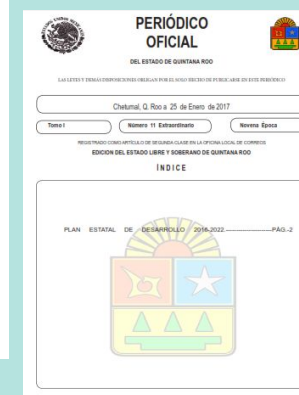 PERIÓDICO
OFICIAL
DEL ESTADO DE QUINTANA ROO
LAS LEYES Y DEMÁS DISPOSICIONES OBLIGAN POR EL SOLO HECHO DE PUBLICARSE EN ESTE PERIÓDICO
Chetumal, Q. Roo a 25 de Enero de 2017
Tomo I Número 11 Extraordinario Novena Época
REGISTRADO COMO ARTÍCULO DE SEGUNDA CLASE EN LA OFICINA LOCAL DE CORREOS
EDICION DEL ESTADO LIBRE Y SOBERANO DE QUINTANA ROO
ÍNDICE
PLAN ESTATAL DE DESARROLLO 2016-2022.-----------------------PÁG.-2